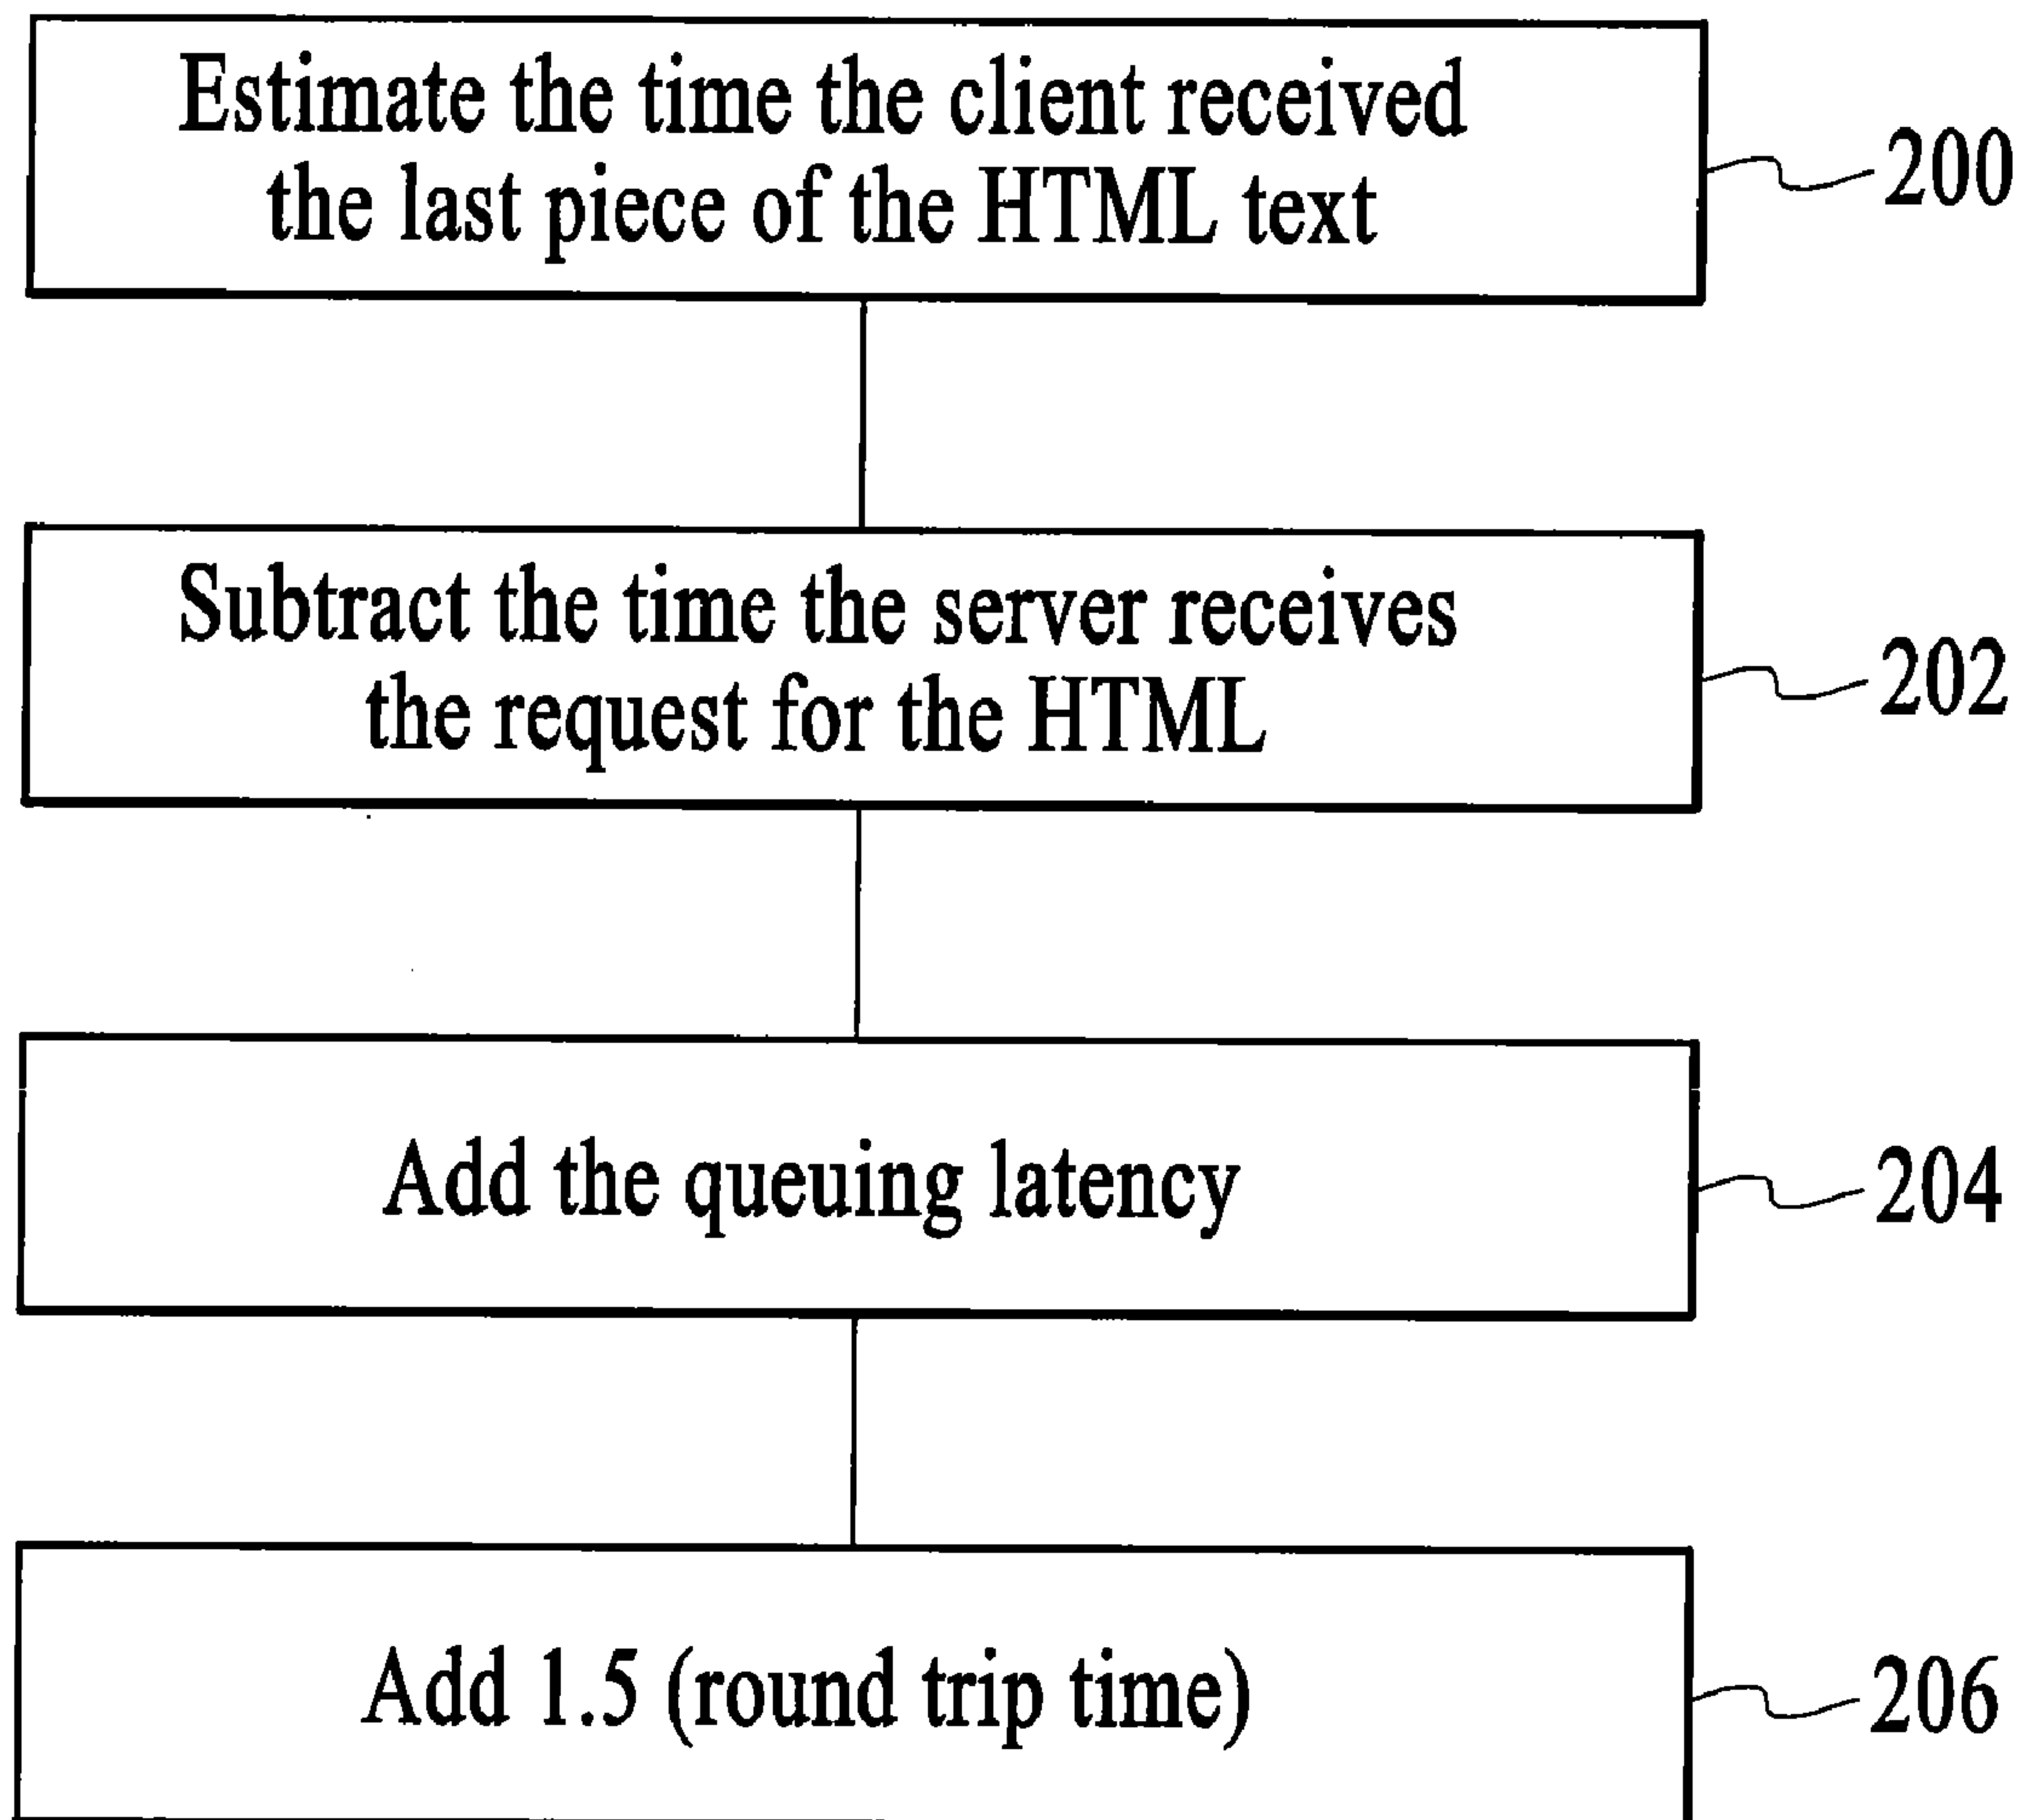 Estimate the time the client received
the last piece of the HTML text
200
Subtract the time the server receives
the request for the HTML
202
Add the queuing latency
204
Add 1.5 (round trip time)
206